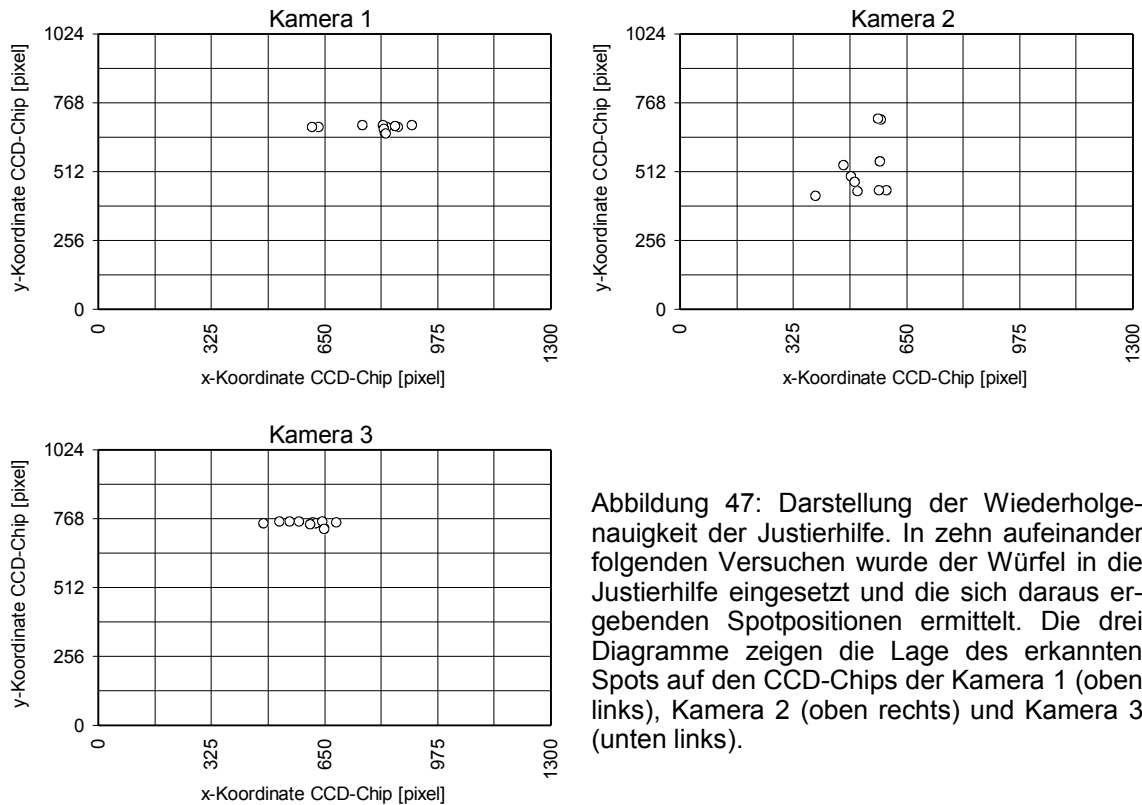 Kamera 1
1024
768
512
256
0
y-Koordinate CCD-Chip [pixel]
0
325
650
975
1300
x-Koordinate CCD-Chip [pixel]
Kamera 2
1024
768
512
256
0
y-Koordinate CCD-Chip [pixel]
0
325
650
975
1300
x-Koordinate CCD-Chip [pixel]
Kamera 3
1024
768
512
256
0
y-Koordinate CCD-Chip [pixel]
0
325
650
975
1300
x-Koordinate CCD-Chip [pixel]
Abbildung 47: Darstellung der Wiederholge-
nauigkeit der Justierhilfe. In zehn aufeinander
folgenden Versuchen wurde der Würfel in die
Justierhilfe eingesetzt und die sich daraus er-
gebenden Spotpositionen ermittelt. Die drei
Diagramme zeigen die Lage des erkannten
Spots auf den CCD-Chips der Kamera 1 (oben
links), Kamera 2 (oben rechts) und Kamera 3
(unten links).